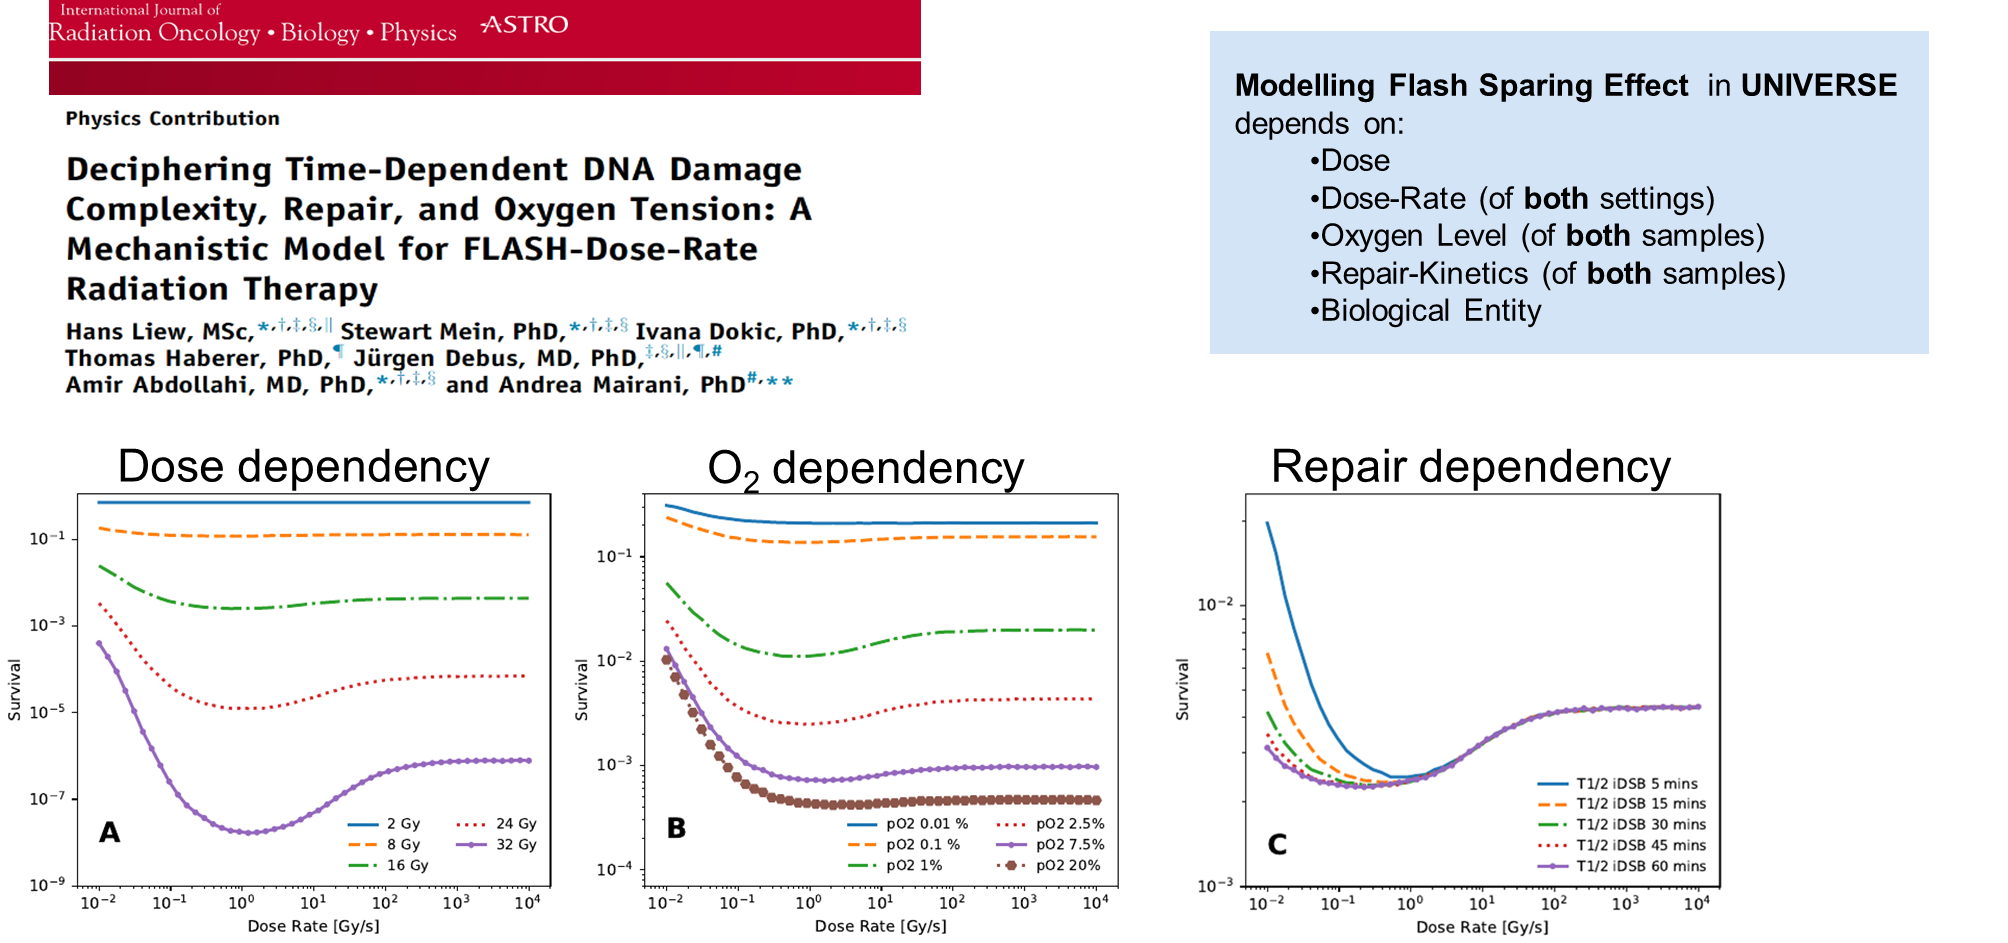 International Journal of
Radiation Oncology • Biology • Physics
ASTRO
Physics Contribution
Deciphering Time-Dependent DNA Damage
Complexity, Repair, and Oxygen Tension: A
Mechanistic Model for FLASH-Dose-Rate
Radiation Therapy
Hans Liew, MSc,*,†,‡,§,‖ Stewart Mein, PhD,*,†,‡,§ Ivana Dokic, PhD,*,†,‡,§
Thomas Haberer, PhD,¶ Jürgen Debus, MD, PhD,‡,§,‖,¶,#
Amir Abdollahi, MD, PhD,*,†,‡,§ and Andrea Mairani, PhD#,**
Modelling Flash Sparing Effect in UNIVERSE
depends on:
•Dose
•Dose-Rate (of both settings)
•Oxygen Level (of both samples)
•Repair-Kinetics (of both samples)
•Biological Entity
Dose dependency
Survival
10⁻¹
10⁻³
10⁻⁵
10⁻⁷
10⁻⁹
A
2 Gy
8 Gy
16 Gy
24 Gy
32 Gy
10⁻² 10⁻¹ 10⁰ 10¹ 10² 10³ 10⁴
Dose Rate [Gy/s]
O₂ dependency
Survival
10⁻¹
10⁻²
10⁻³
10⁻⁴
B
pO2 0.01 %
pO2 0.1 %
pO2 1%
pO2 2.5%
pO2 7.5%
pO2 20%
10⁻² 10⁻¹ 10⁰ 10¹ 10² 10³ 10⁴
Dose Rate [Gy/s]
Repair dependency
Survival
10⁻²
10⁻³
C
T1/2 iDSB 5 mins
T1/2 iDSB 15 mins
T1/2 iDSB 30 mins
T1/2 iDSB 45 mins
T1/2 iDSB 60 mins
10⁻² 10⁻¹ 10⁰ 10¹ 10² 10³ 10⁴
Dose Rate [Gy/s]